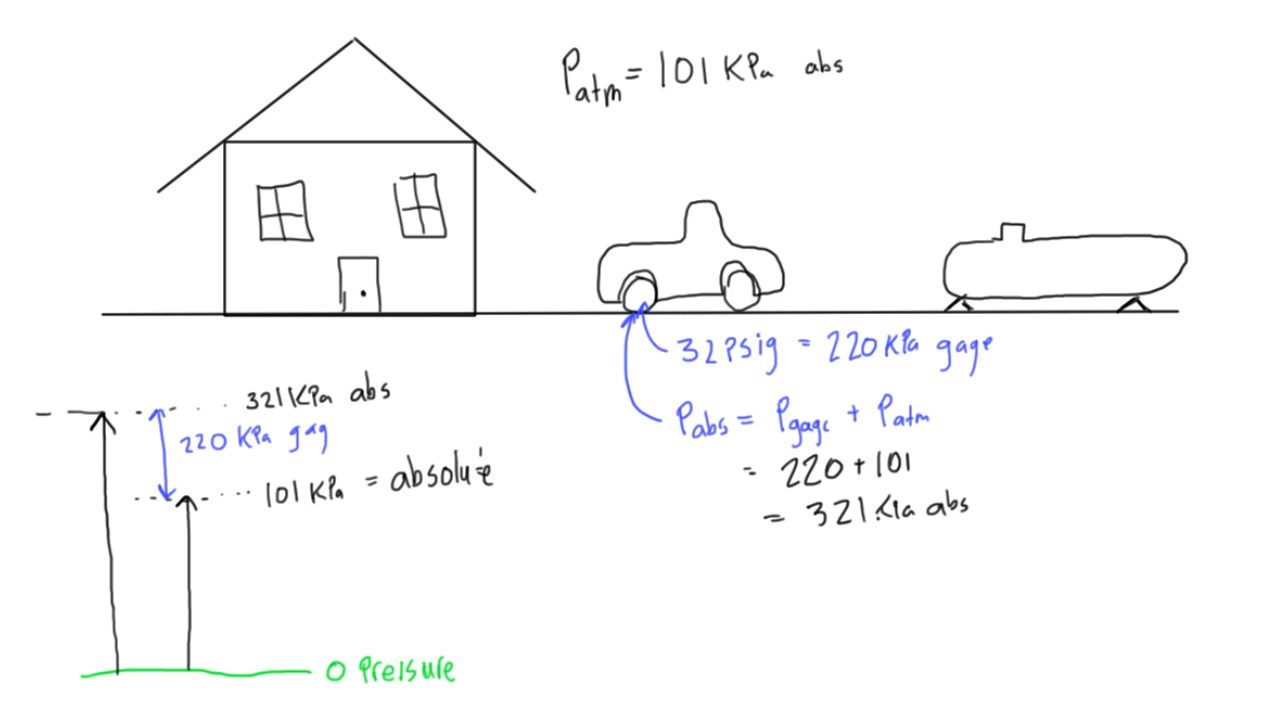 Patm = 101 KPa abs
32 psig = 220 KPa gage
Pabs = Pgage + Patm
= 220 + 101
= 321 KPa abs
321 KPa abs
220 KPa gag
101 KPa = absolute
0 Pressure